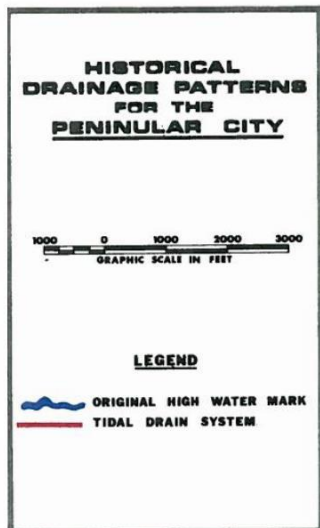 HISTORICAL
DRAINAGE PATTERNS
FOR THE
PENINULAR CITY
1000 0 1000 2000 3000
GRAPHIC SCALE IN FEET
LEGEND
ORIGINAL HIGH WATER MARK
TIDAL DRAIN SYSTEM